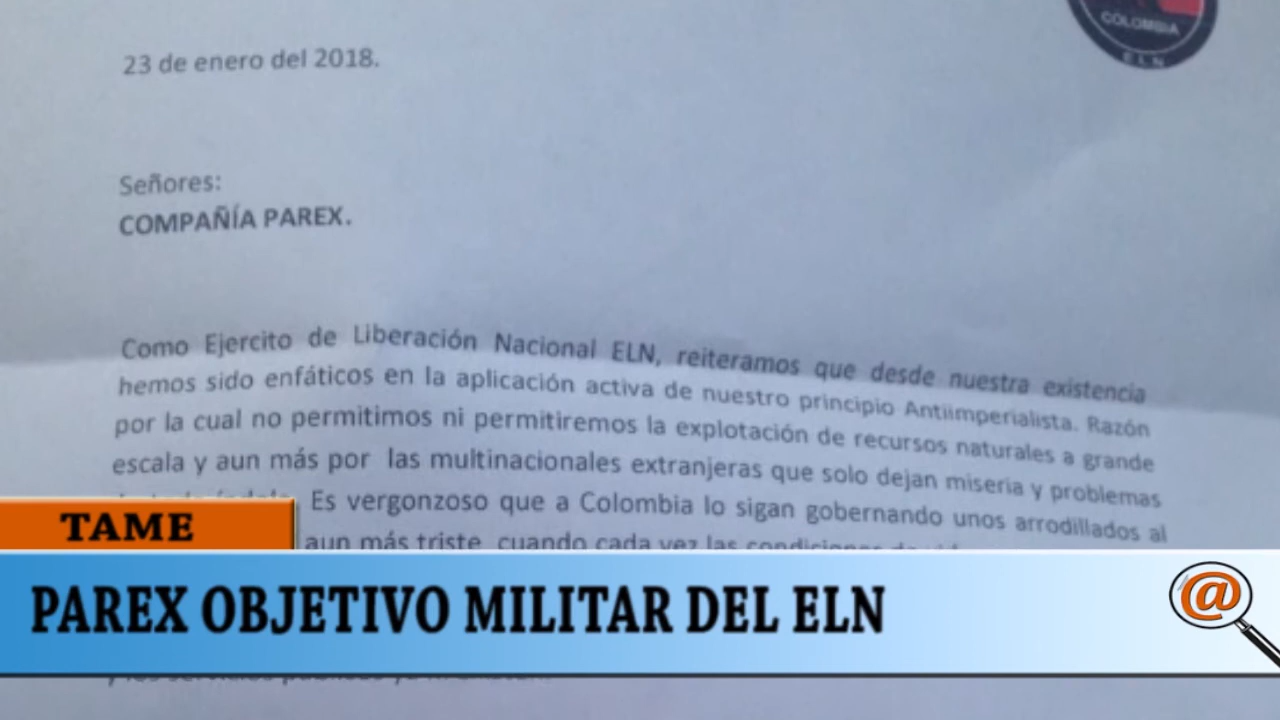 COLOMBIA
ELN
23 de enero del 2018.
Señores:
COMPAÑÍA PAREX.
Como Ejercito de Liberación Nacional ELN, reiteramos que desde nuestra existencia
hemos sido enfáticos en la aplicación activa de nuestro principio Antiimperialista. Razón
por la cual no permitimos ni permitiremos la explotación de recursos naturales a grande
escala y aun más por las multinacionales extranjeras que solo dejan miseria y problemas
Es vergonzoso que a Colombia lo sigan gobernando unos arrodillados al
aun más triste cuando cada vez las condiciones
TAME
PAREX OBJETIVO MILITAR DEL ELN
@